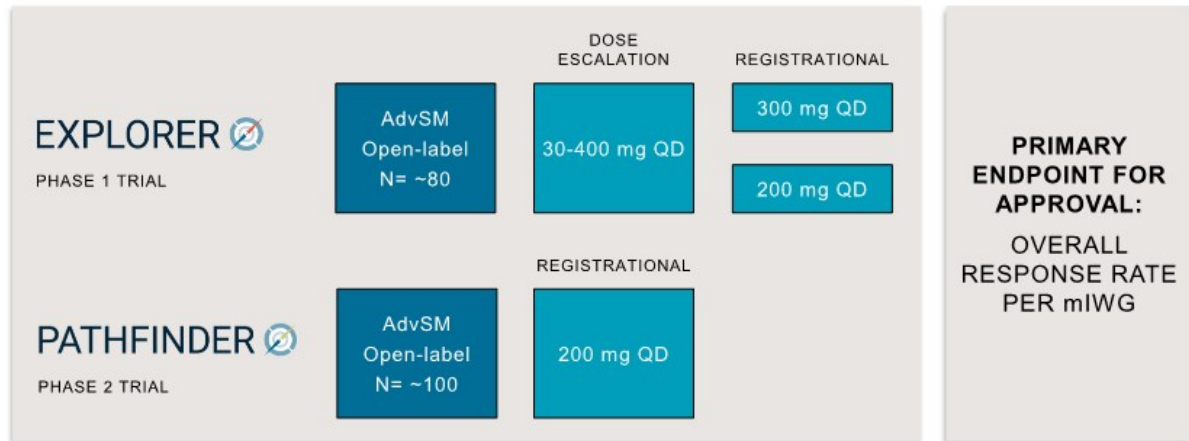 DOSE
ESCALATION
REGISTRATIONAL
EXPLORER
PHASE 1 TRIAL
AdvSM
Open-label
N= ~80
30-400 mg QD
300 mg QD
200 mg QD
REGISTRATIONAL
PATHFINDER
PHASE 2 TRIAL
AdvSM
Open-label
N= ~100
200 mg QD
PRIMARY
ENDPOINT FOR
APPROVAL:
OVERALL
RESPONSE RATE
PER mIWG